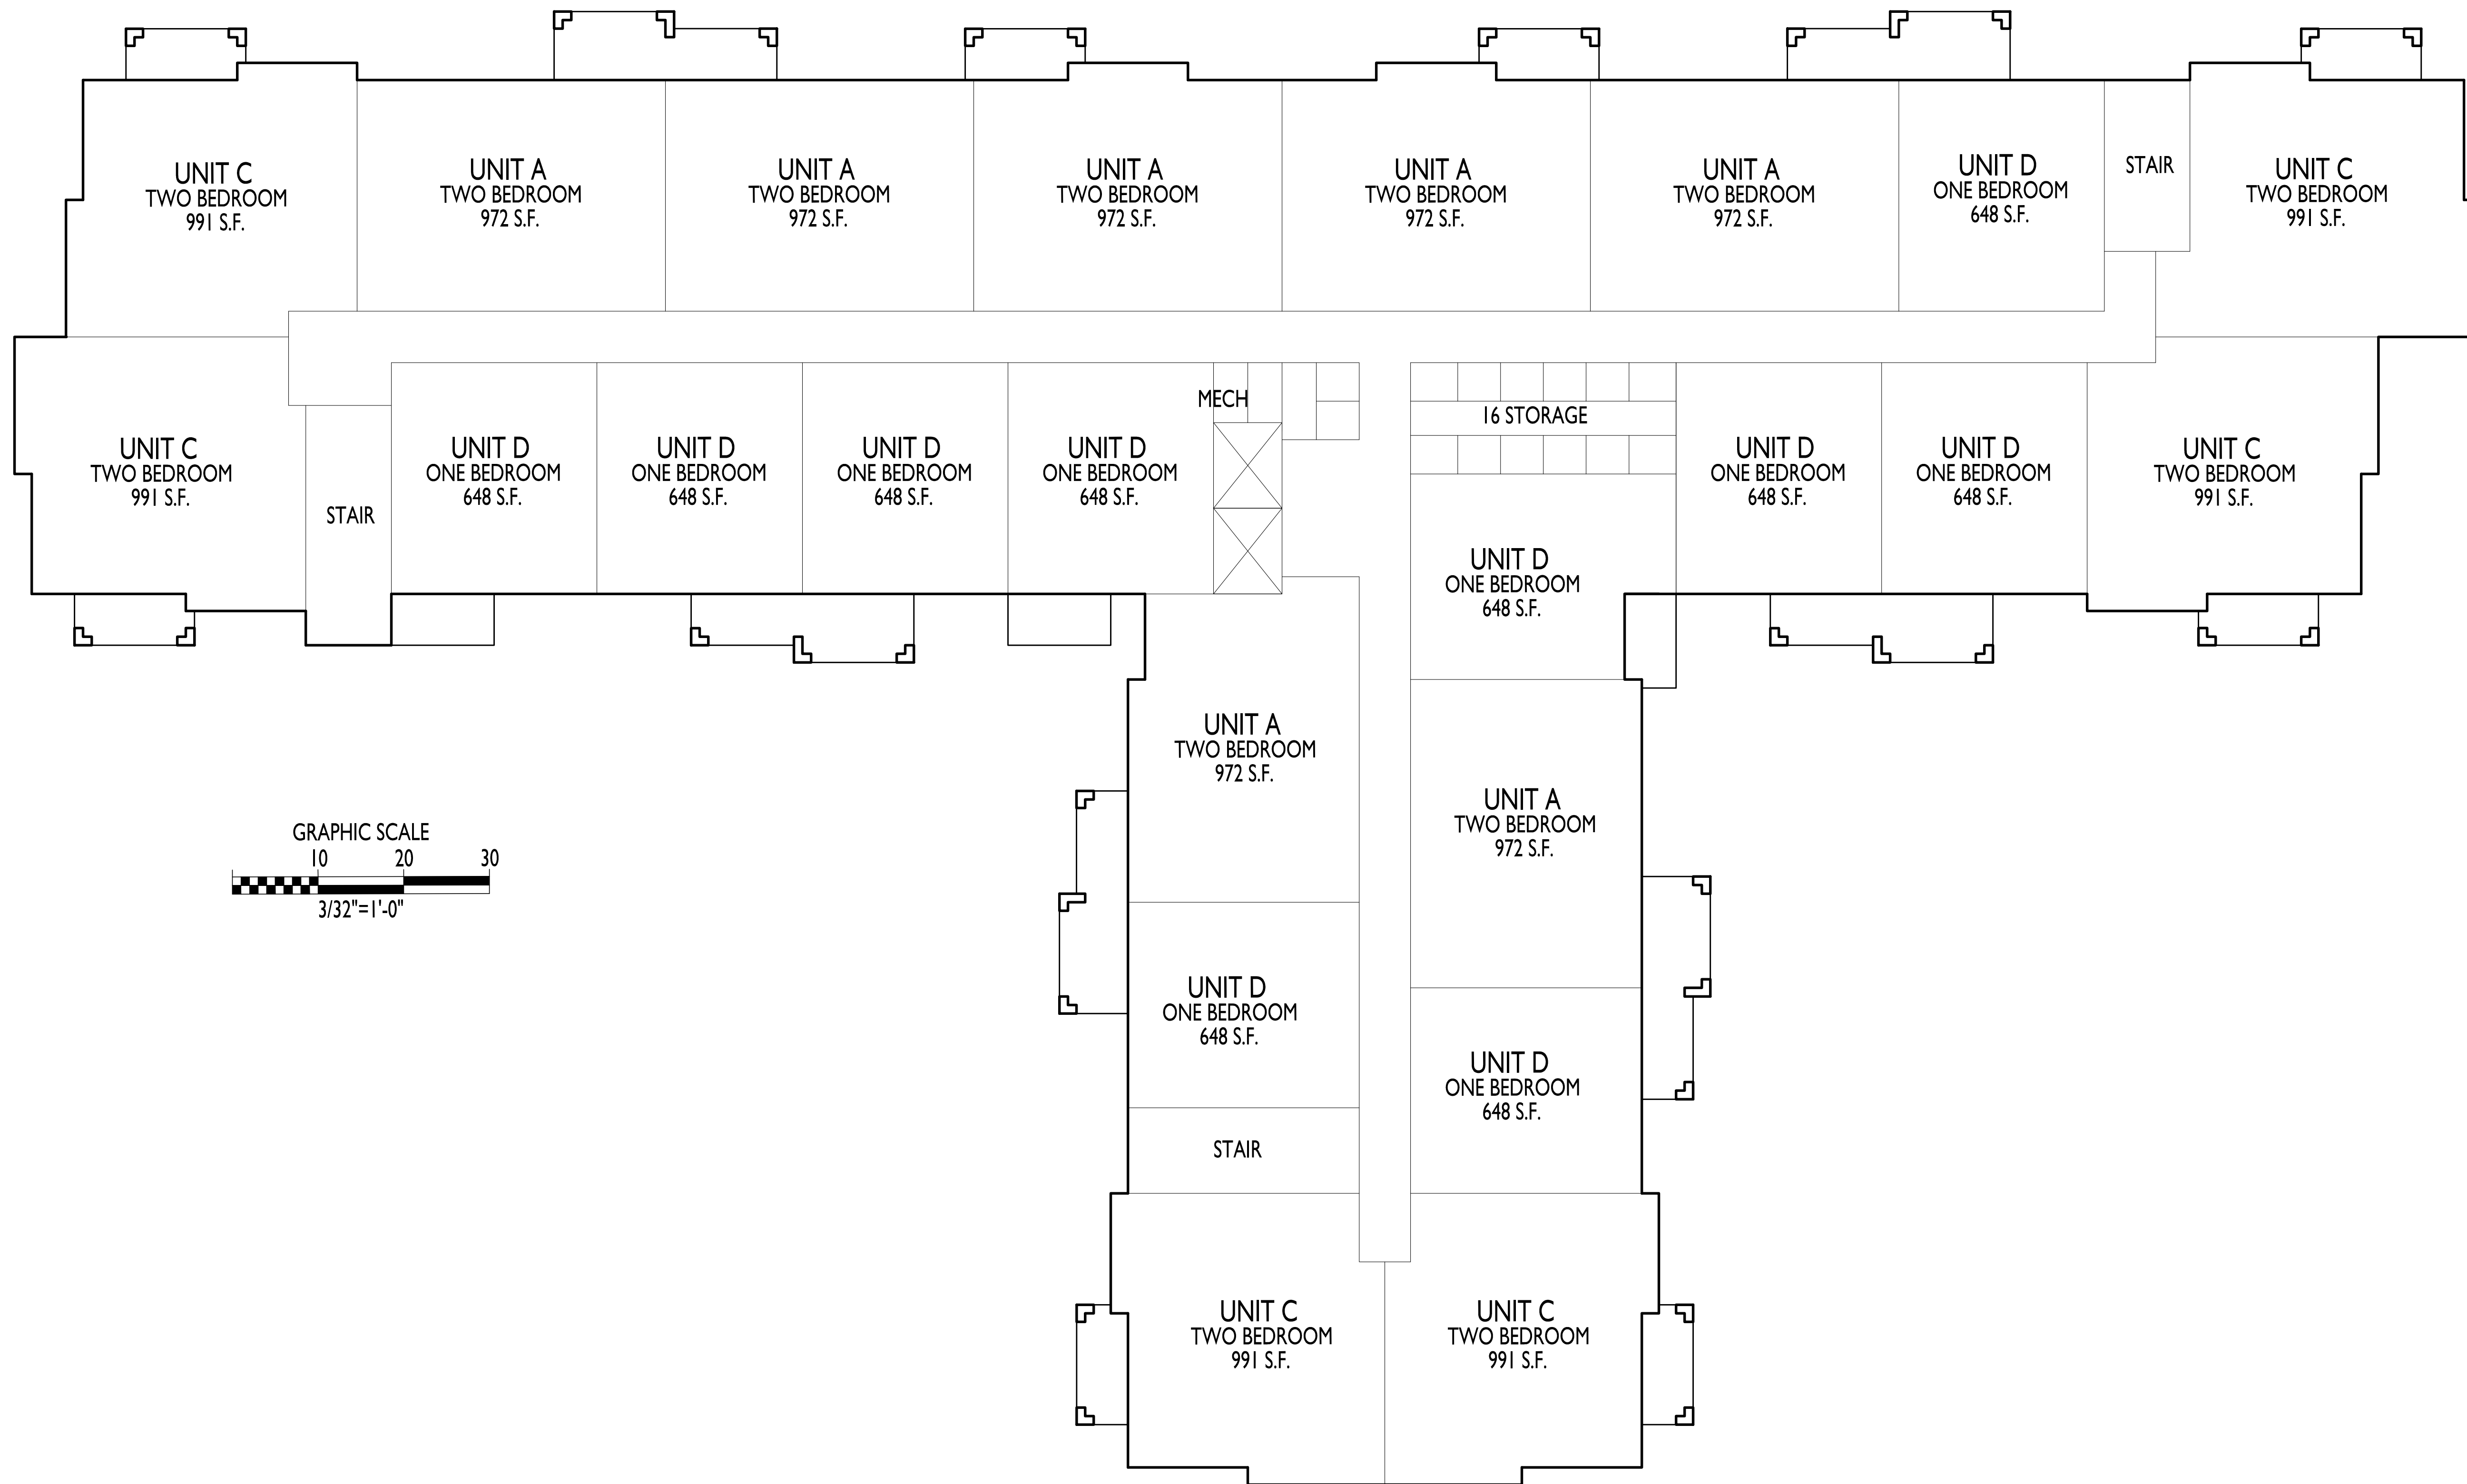 UNIT C
TWO BEDROOM
991 S.F.
UNIT A
TWO BEDROOM
972 S.F.
UNIT A
TWO BEDROOM
972 S.F.
UNIT A
TWO BEDROOM
972 S.F.
UNIT A
TWO BEDROOM
972 S.F.
UNIT A
TWO BEDROOM
972 S.F.
UNIT D
ONE BEDROOM
648 S.F.
STAIR
UNIT C
TWO BEDROOM
991 S.F.
UNIT C
TWO BEDROOM
991 S.F.
STAIR
UNIT D
ONE BEDROOM
648 S.F.
UNIT D
ONE BEDROOM
648 S.F.
UNIT D
ONE BEDROOM
648 S.F.
UNIT D
ONE BEDROOM
648 S.F.
MECH
16 STORAGE
UNIT D
ONE BEDROOM
648 S.F.
UNIT D
ONE BEDROOM
648 S.F.
UNIT D
ONE BEDROOM
648 S.F.
UNIT C
TWO BEDROOM
991 S.F.
UNIT A
TWO BEDROOM
972 S.F.
UNIT A
TWO BEDROOM
972 S.F.
GRAPHIC SCALE
10 20 30
3/32"=1'-0"
UNIT D
ONE BEDROOM
648 S.F.
UNIT D
ONE BEDROOM
648 S.F.
STAIR
UNIT C
TWO BEDROOM
991 S.F.
UNIT C
TWO BEDROOM
991 S.F.